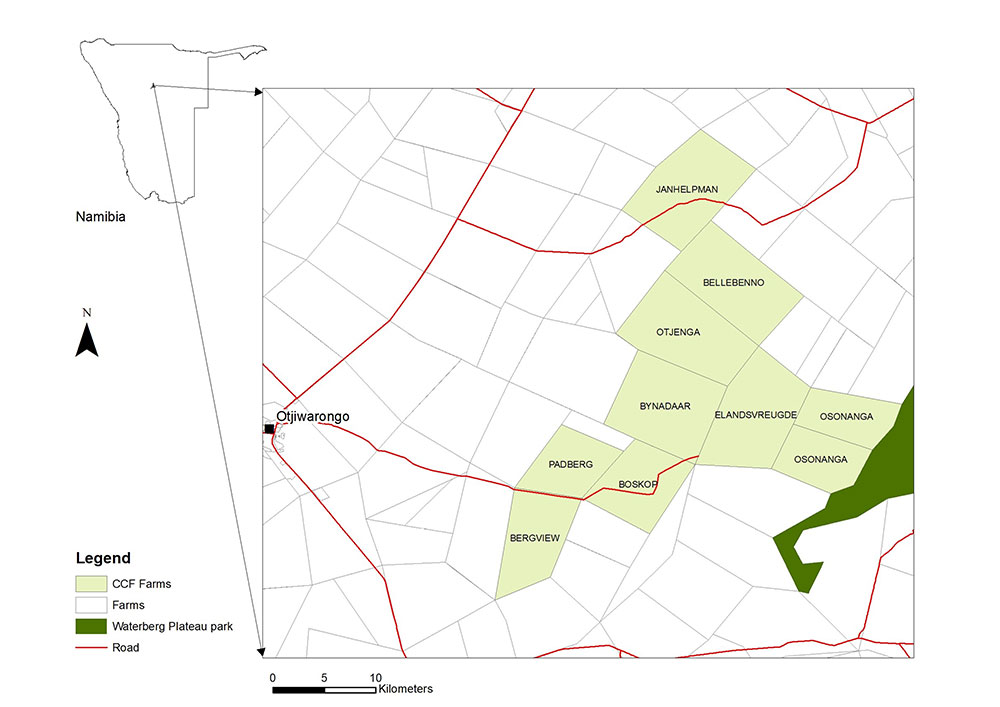 Namibia
N
JANHELPMAN
BELLEBENNO
OTJENGA
BYNADAAR
ELANDSVREUGDE
OSONANGA
OSONANGA
Otjiwarongo
PADBERG
BOSKOP
BERGVIEW
Legend
CCF Farms
Farms
Waterberg Plateau park
Road
0 5 10
Kilometers